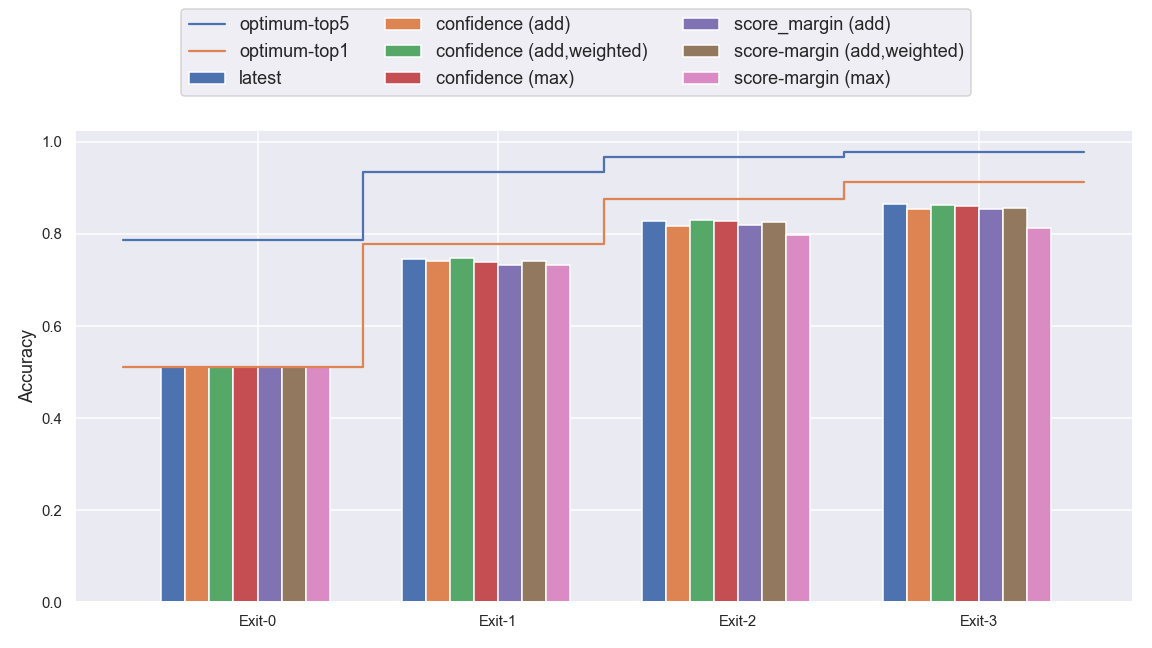 optimum-top5
optimum-top1
latest
confidence (add)
confidence (add,weighted)
confidence (max)
score_margin (add)
score-margin (add,weighted)
score-margin (max)
1.0
0.8
0.6
0.4
0.2
0.0
Accuracy
Exit-0 Exit-1 Exit-2 Exit-3